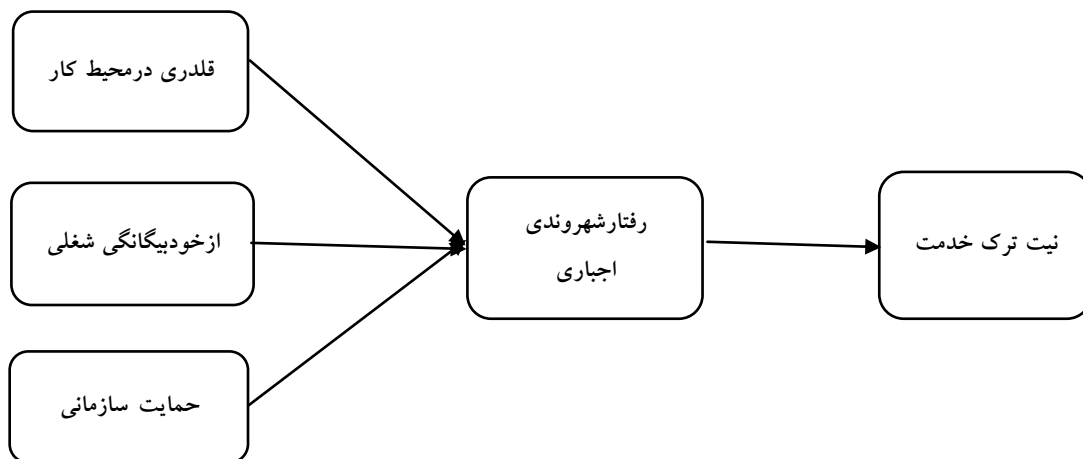 قلدری درمحیط کار
ازخودبیگانگی شغلی
حمایت سازمانی
رفتارشهروندی
اجباری
نیت ترک خدمت